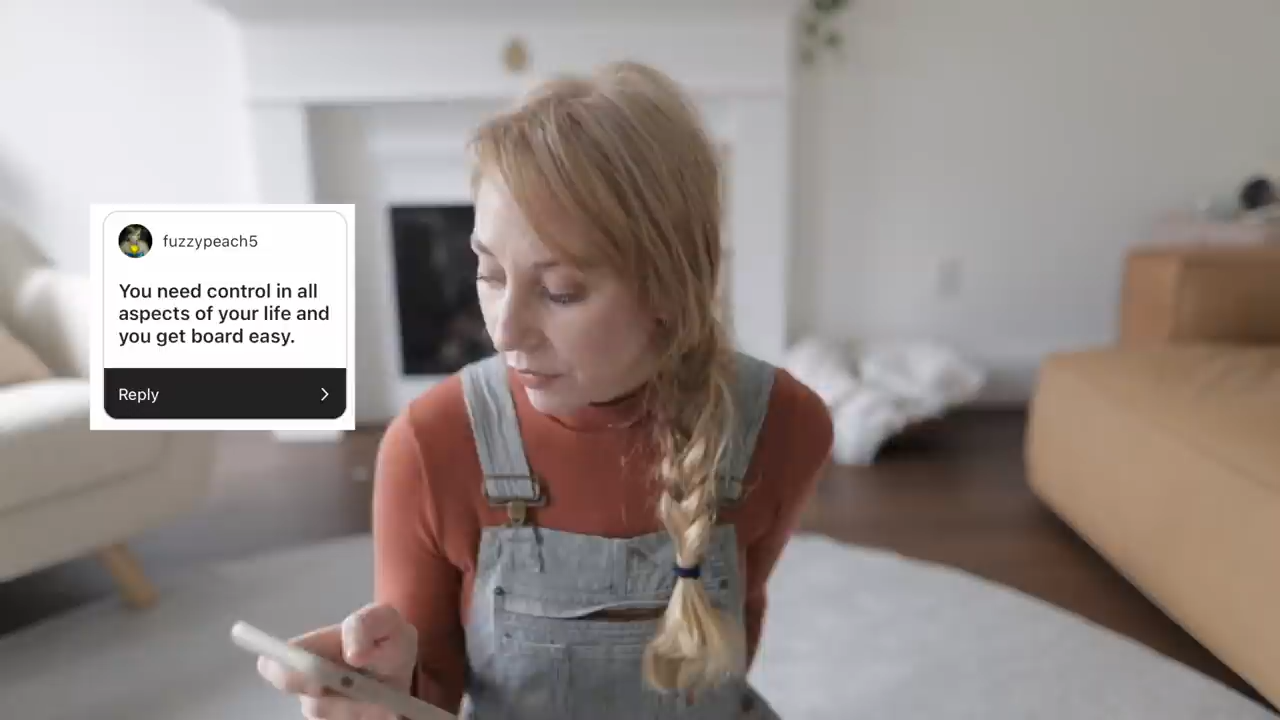 fuzzypeach5
You need control in all
aspects of your life and
you get board easy.
Reply